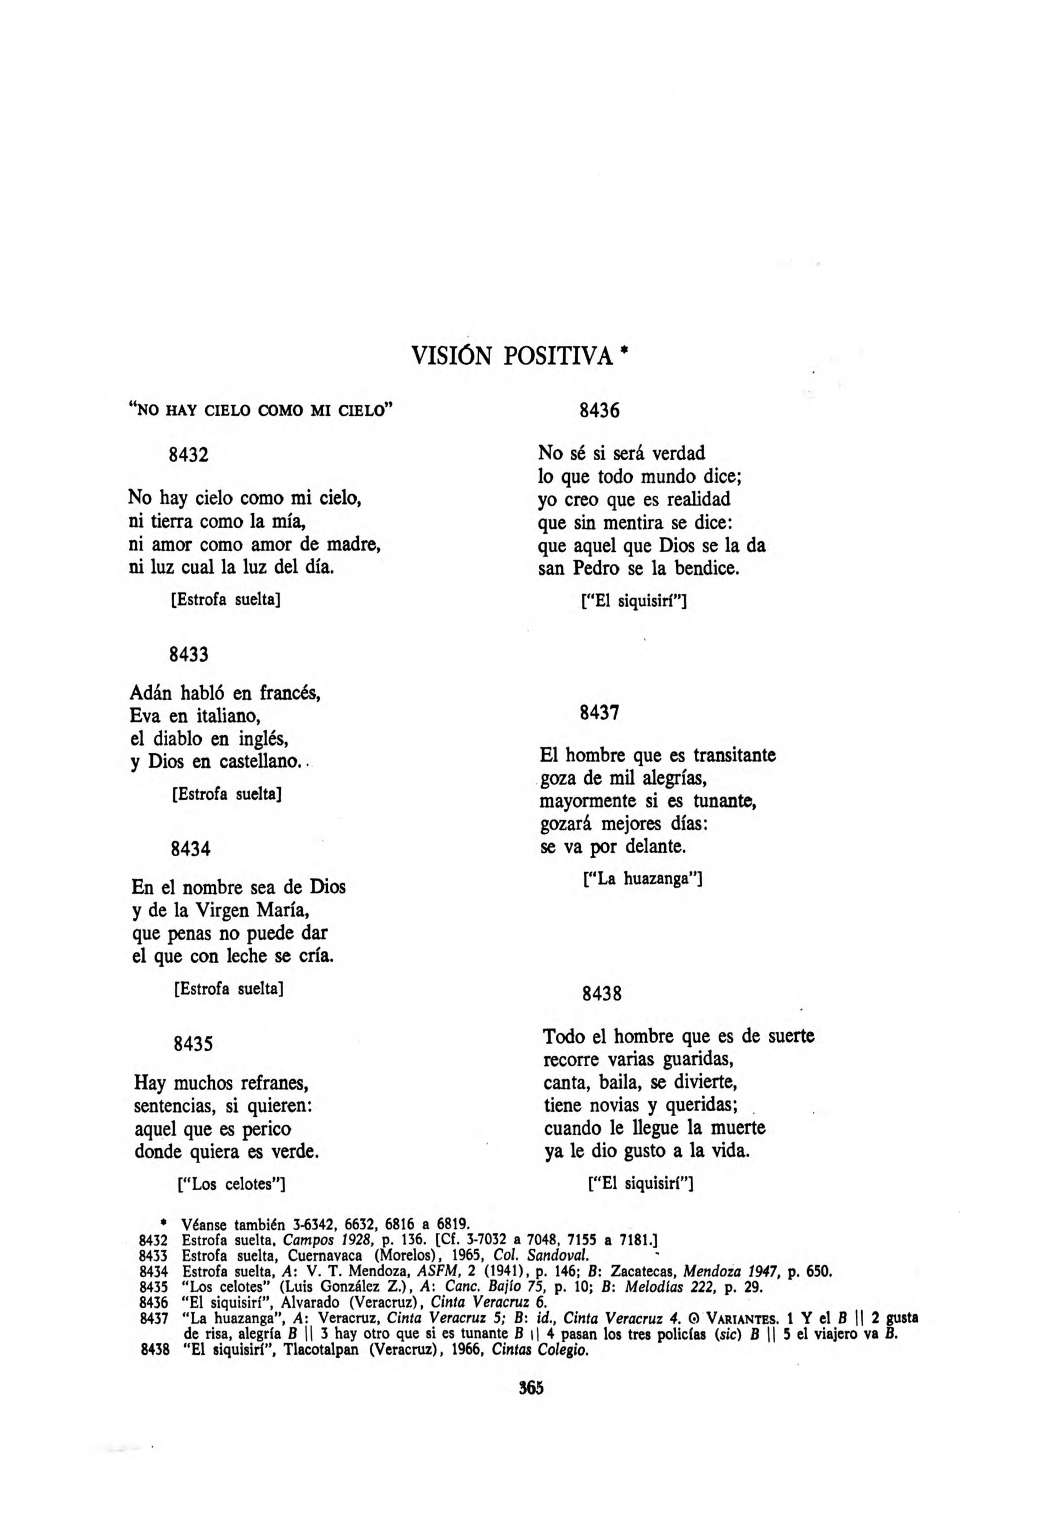 VISIÓN POSITIVA *
“NO HAY CIELO COMO MI CIELO”
8432
No hay cielo como mi cielo,
ni tierra como la mía,
ni amor como amor de madre,
ni luz cual la luz del día.
[Estrofa suelta]
8433
Adán habló en francés,
Eva en italiano,
el diablo en inglés,
y Dios en castellano.
[Estrofa suelta]
8434
En el nombre sea de Dios
y de la Virgen María,
que penas no puede dar
el que con leche se cría.
[Estrofa suelta]
8435
Hay muchos refranes,
sentencias, si quieren:
aquel que es perico
donde quiera es verde.
[“Los celotes”]
8436
No sé si será verdad
lo que todo mundo dice;
yo creo que es realidad
que sin mentira se dice:
que aquel que Dios se la da
san Pedro se la bendice.
[“El siquisirí”]
8437
El hombre que es transitante
goza de mil alegrías,
mayormente si es tunante,
gozará mejores días:
se va por delante.
[“La huazanga”]
8438
Todo el hombre que es de suerte
recorre varias guaridas,
canta, baila, se divierte,
tiene novias y queridas;
cuando le llegue la muerte
ya le dio gusto a la vida.
[“El siquisirí”]
* Véanse también 3-6342, 6632, 6816 a 6819.
8432 Estrofa suelta, Campos 1928, p. 136. [Cf. 3-7032 a 7048, 7155 a 7181.]
8433 Estrofa suelta, Cuernavaca (Morelos), 1965, Col. Sandoval.
8434 Estrofa suelta, A: V. T. Mendoza, ASFM, 2 (1941), p. 146; B: Zacatecas, Mendoza 1947, p. 650.
8435 “Los celotes” (Luis González Z.), A: Canc. Bajío 75, p. 10; B: Melodías 222, p. 29.
8436 “El siquisirí”, Alvarado (Veracruz), Cinta Veracruz 6.
8437 “La huazanga”, A: Veracruz, Cinta Veracruz 5; B: id., Cinta Veracruz 4. ⊙ VARIANTES. 1 Y el B || 2 gusta
de risa, alegría B || 3 hay otro que si es tunante B || 4 pasan los tres policías (sic) B || 5 el viajero va B.
8438 “El siquisirí”, Tlacotalpan (Veracruz), 1966, Cintas Colegio.
365